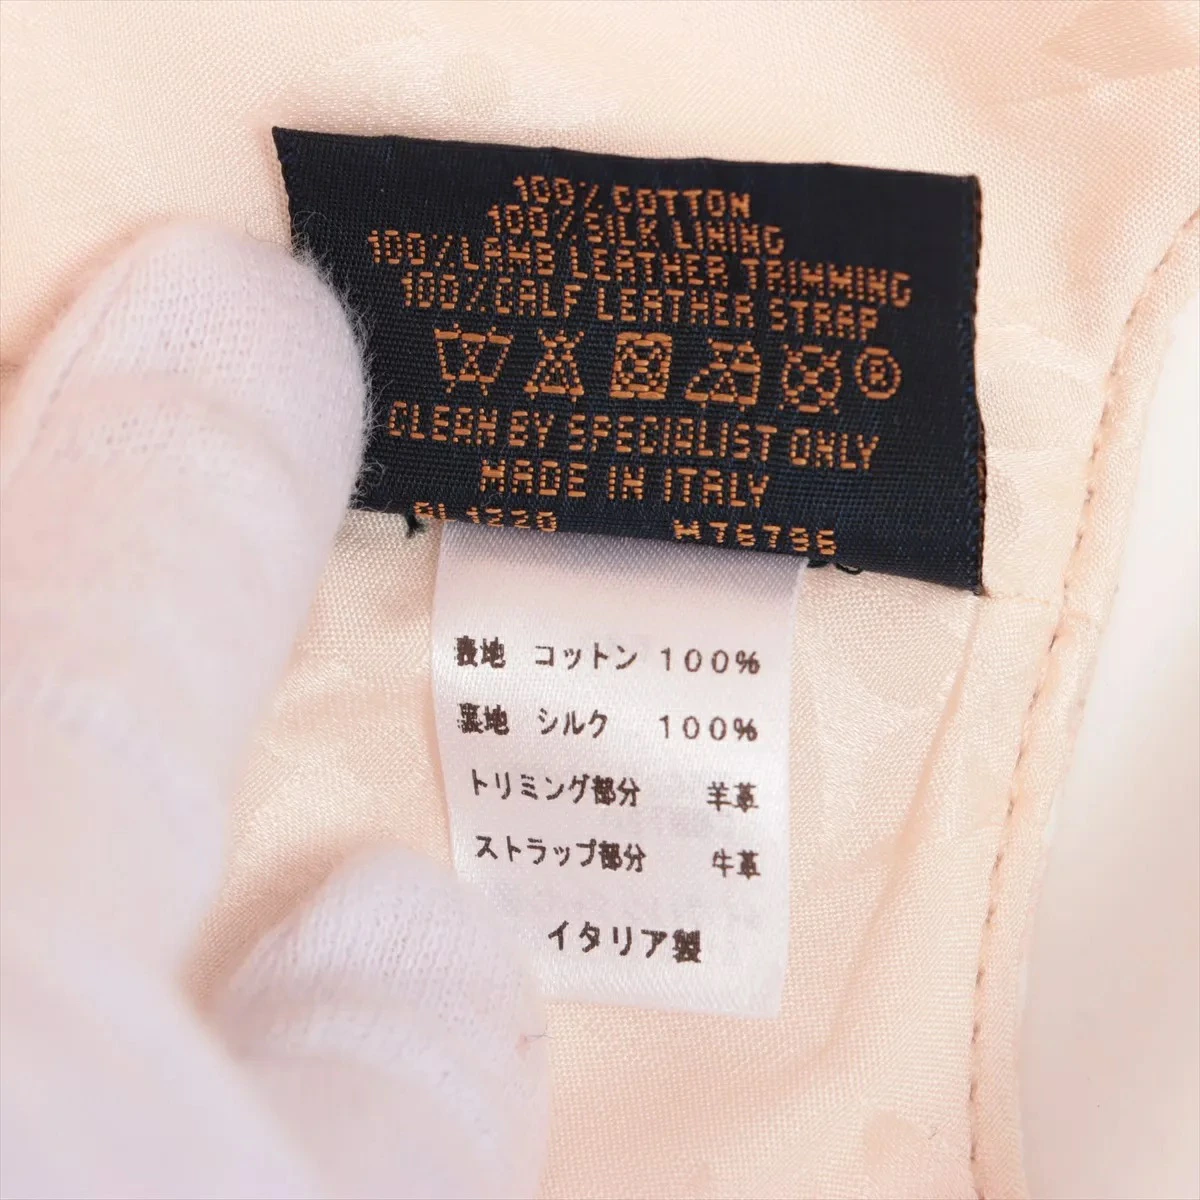 100% COTTON
100% SILK LINING
100% LAMB LEATHER TRIMMING
100% CALF LEATHER STRAP
®
CLEAN BY SPECIALIST ONLY
MADE IN ITALY
1220 M76796
表地 コットン 100%
裏地 シルク 100%
トリミング部分 羊革
ストラップ部分 牛革
イタリア製